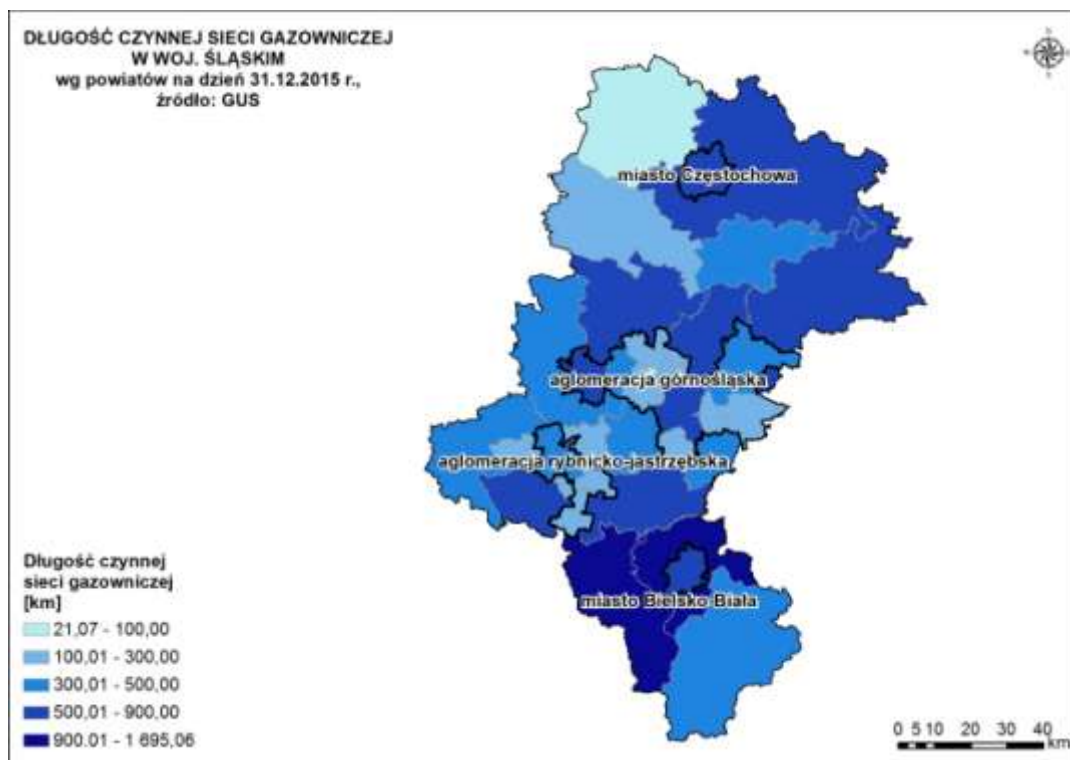 DŁUGOŚĆ CZYNNEJ SIECI GAZOWNICZEJ
W WOJ. ŚLĄSKIM
wg powiatów na dzień 31.12.2015 r.,
źródło: GUS
miasto Częstochowa
aglomeracja górnośląska
aglomeracja rybnicko-jastrzębska
miasto Bielsko-Biała
Długość czynnej
sieci gazowniczej
[km]
21,07 - 100,00
100,01 - 300,00
300,01 - 500,00
500,01 - 900,00
900.01 - 1 695,06
0 5 10 20 30 40
km